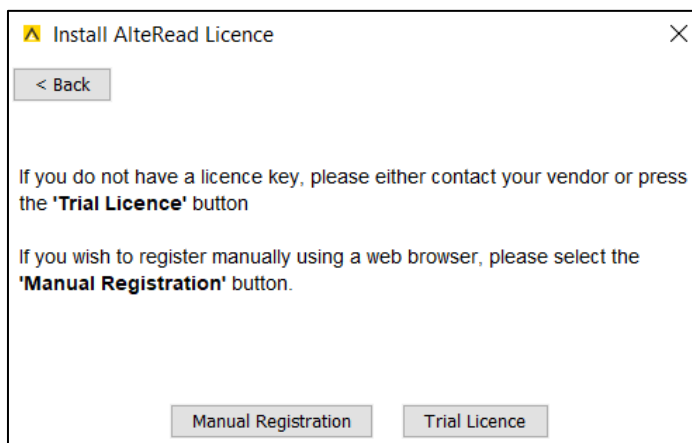 Install AlteRead Licence
< Back
If you do not have a licence key, please either contact your vendor or press
the 'Trial Licence' button
If you wish to register manually using a web browser, please select the
'Manual Registration' button.
Manual Registration
Trial Licence